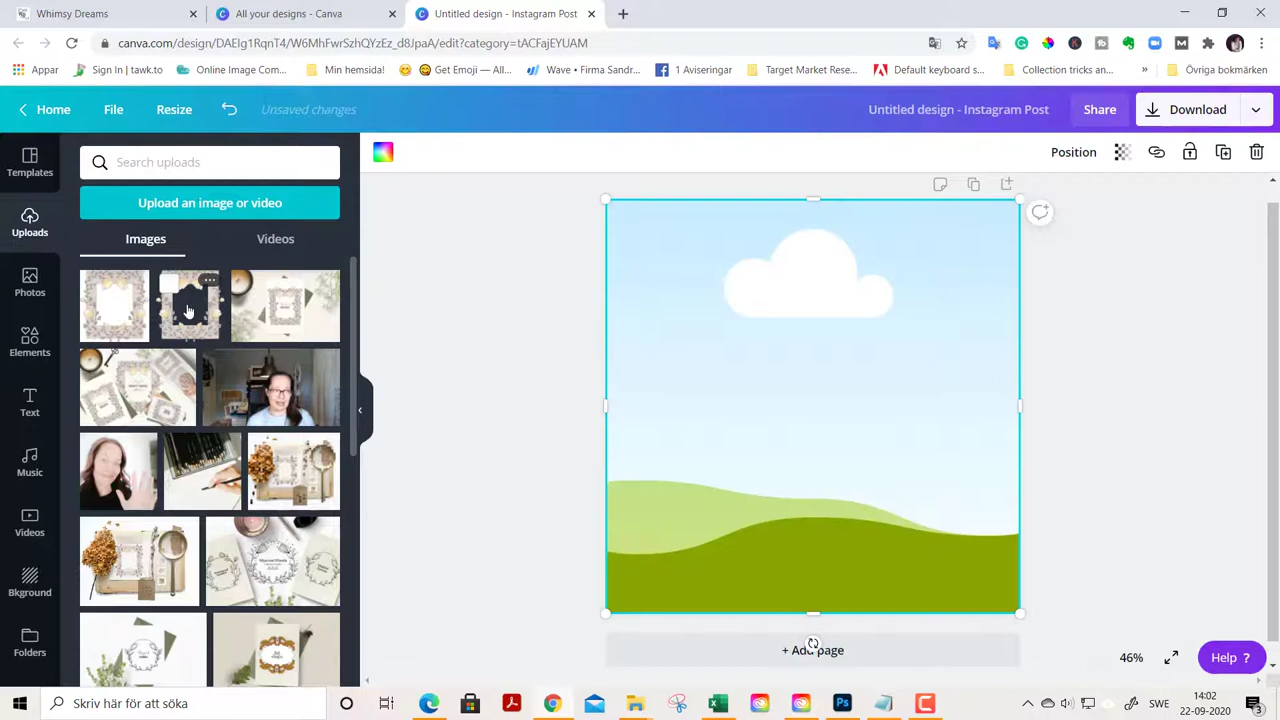 Whimsy Dreams
All your designs - Canva
Untitled design - Instagram Post
canva.com/design/DAEIg1RqnT4/W6MhFwrSzhQYzEz_d8/paA/edit?category=tACFajEYUAM
Appar
Sign In | tawk.to
Online Image Com...
Bin hemsida!
Get Emoji — All...
Wave • Firma Sandr...
1 Aviseringar
Target Market Rese...
Default keyboard s...
Collection tricks an...
Övriga bokmärken
Home
File
Resize
Unsaved changes
Untitled design - Instagram Post
Share
Download
Templates
Search uploads
Position
Upload an image or video
Uploads
Images
Videos
Photos
Elements
Text
Music
Videos
Bkground
Folders
+ Add page
46%
Help ?
Skriv här för att söka
SWE
14:02
22-09-2020
3